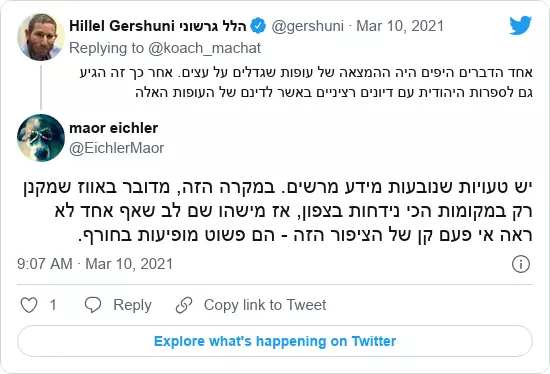 Hillel Gershuni הלל גרשוני @gershuni · Mar 10, 2021
Replying to @koach_machat
אחד הדברים היפים היה ההמצאה של עופות שגדלים על עצים. אחר כך זה הגיע
גם לספרות היהודית עם דיונים רציניים באשר לדינם של העופות האלה
maor eichler
@EichlerMaor
יש טעויות שנובעות מידע מרשים. במקרה הזה, מדובר באווז שמקנן
רק במקומות הכי נידחות בצפון, אז מישהו שם לב שאף אחד לא
ראה אי פעם קן של הציפור הזה - הם פשוט מופיעות בחורף.
9:07 AM · Mar 10, 2021
1 Reply Copy link to Tweet
Explore what's happening on Twitter